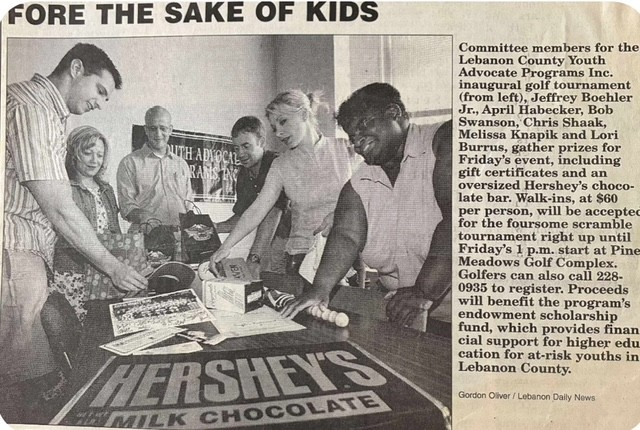 FORE THE SAKE OF KIDS
Committee members for the
Lebanon County Youth
Advocate Programs Inc.
inaugural golf tournament
(from left), Jeffrey Boehler
Jr., April Habecker, Bob
Swanson, Chris Shaak,
Melissa Knapik and Lori
Burrus, gather prizes for
Friday's event, including
gift certificates and an
oversized Hershey's choco-
late bar. Walk-ins, at $60
per person, will be accepted
for the foursome scramble
tournament right up until
Friday's 1 p.m. start at Pine
Meadows Golf Complex.
Golfers can also call 228-
0935 to register. Proceeds
will benefit the program's
endowment scholarship
fund, which provides finan
cial support for higher edu
cation for at-risk youths in
Lebanon County.
Gordon Oliver / Lebanon Daily News
UTH ADVOCA
RAMS, INC
HERSHEY'S
MILK CHOCOLATE